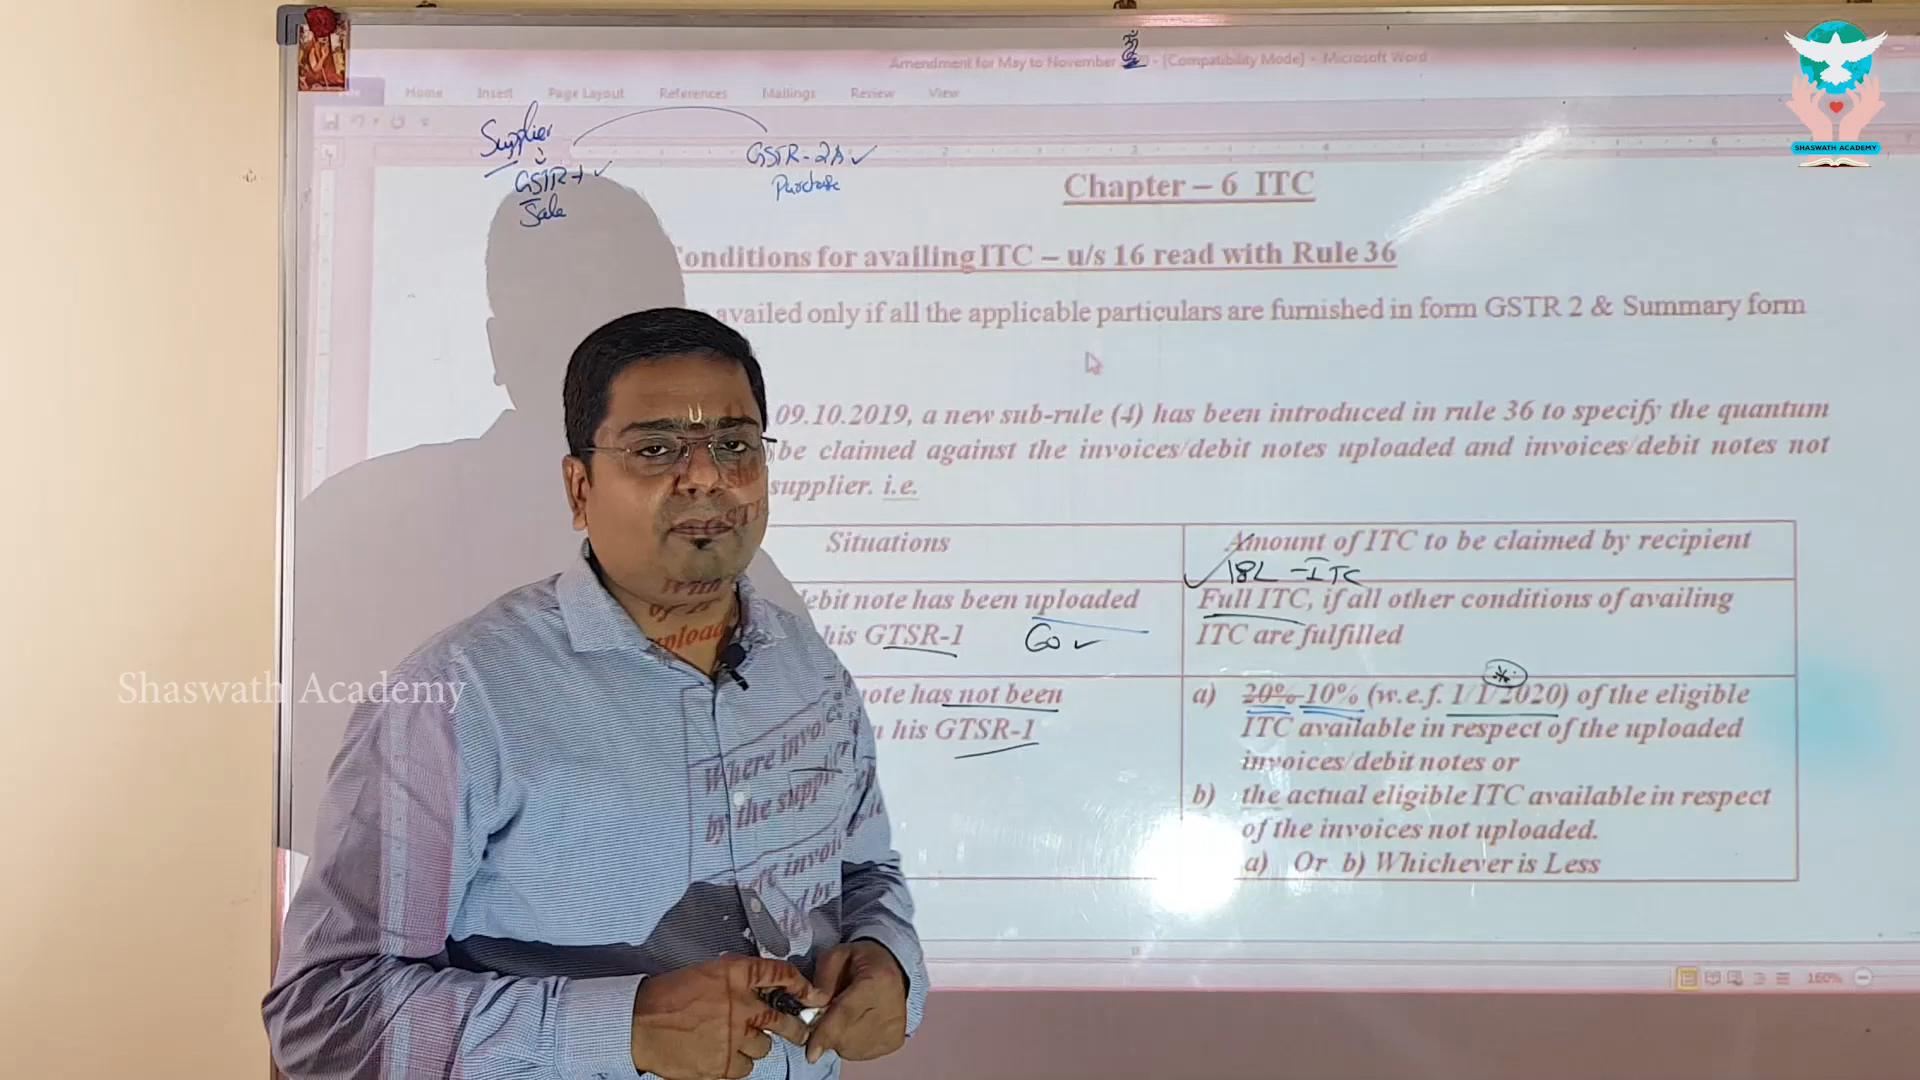 Amendment for May to November - [Compatibility Mode] - Microsoft Word
Home Insert Page Layout References Mailings Review View
SHASWATH ACADEMY
Supplier
GSTR-1 ✓
Sale
GSTR-2A ✓
Purchase
Chapter – 6 ITC
onditions for availing ITC – u/s 16 read with Rule 36
availed only if all the applicable particulars are furnished in form GSTR 2 & Summary form
09.10.2019, a new sub-rule (4) has been introduced in rule 36 to specify the quantum
be claimed against the invoices/debit notes uploaded and invoices/debit notes not
supplier. i.e.
Situations
Amount of ITC to be claimed by recipient
18L - ITC
debit note has been uploaded
his GTSR-1
Full ITC, if all other conditions of availing
ITC are fulfilled
note has not been
his GTSR-1
a) 20% 10% (w.e.f. 1/1/2020) of the eligible
ITC available in respect of the uploaded
invoices/debit notes or
b) the actual eligible ITC available in respect
of the invoices not uploaded.
a) Or b) Whichever is Less
Where invoi
by the suppli
160%
Shaswath Academy